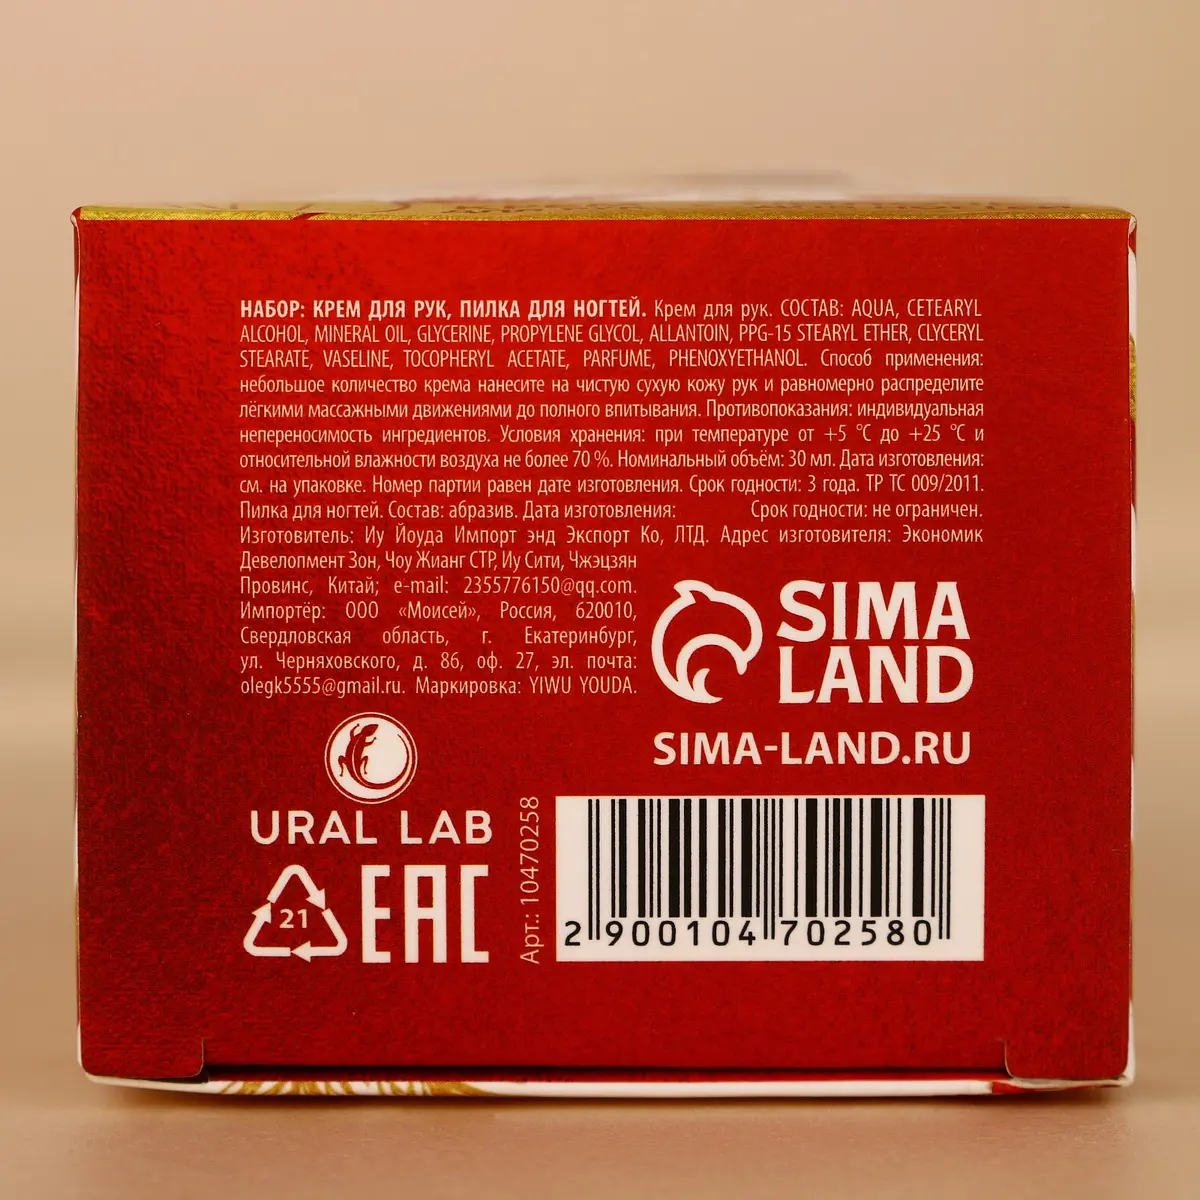 НАБОР: КРЕМ ДЛЯ РУК, ПИЛКА ДЛЯ НОГТЕЙ. Крем для рук. СОСТАВ: AQUA, CETEARYL
ALCOHOL, MINERAL OIL, GLYCERINE, PROPYLENE GLYCOL, ALLANTOIN, PPG-15 STEARYL ETHER, CLYCERYL
STEARATE, VASELINE, TOCOPHERYL ACETATE, PARFUME, PHENOXYETHANOL. Способ применения:
небольшое количество крема нанесите на чистую сухую кожу рук и равномерно распределите
лёгкими массажными движениями до полного впитывания. Противопоказания: индивидуальная
непереносимость ингредиентов. Условия хранения: при температуре от +5 °C до +25 °C и
относительной влажности воздуха не более 70 %. Номинальный объём: 30 мл. Дата изготовления:
см. на упаковке. Номер партии равен дате изготовления. Срок годности: 3 года. ТР ТС 009/2011.
Пилка для ногтей. Состав: абразив. Дата изготовления: Срок годности: не ограничен.
Изготовитель: Иу Йоуда Импорт энд Экспорт Ко, ЛТД. Адрес изготовителя: Экономик
Девелопмент Зон, Чоу Жианг СТР, Иу Сити, Чжэцзян
Провинс, Китай; e-mail: 2355776150@qq.com.
Импортёр: ООО «Моисей», Россия, 620010,
Свердловская область, г. Екатеринбург,
ул. Черняховского, д. 86, оф. 27, эл. почта:
olegk5555@gmail.ru. Маркировка: YIWU YOUDA.
SIMA
LAND
SIMA-LAND.RU
URAL LAB
21
EAC
Арт.: 10470258
2 900104 702580